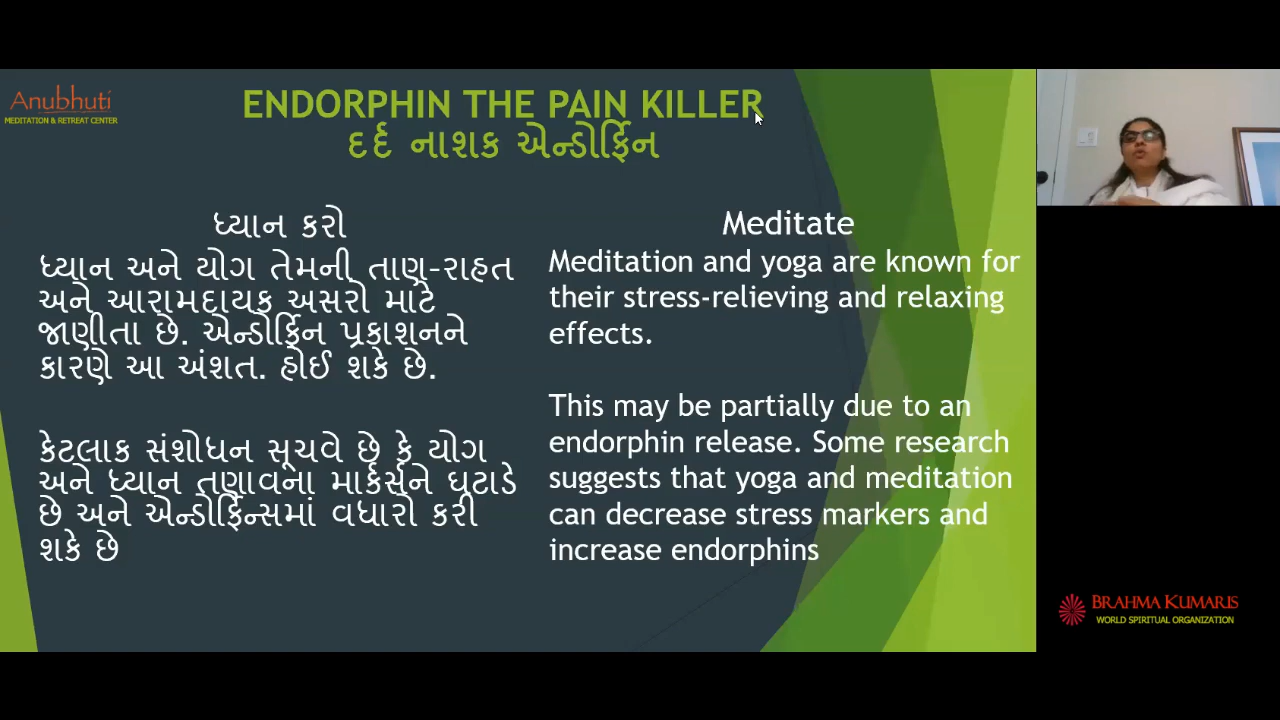 Anubhuti
MEDITATION & RETREAT CENTER
ENDORPHIN THE PAIN KILLER
દર્દ નાશક એન્ડોર્ફિન
ધ્યાન કરો
ધ્યાન અને યોગ તેમની તાણ-રાહત
અને આરામદાયક અસરો માટે
જાણીતા છે. એન્ડોર્ફિન પ્રકાશનને
કારણે આ અંશત. હોઈ શકે છે.
કેટલાક સંશોધન સૂચવે છે કે યોગ
અને ધ્યાન તણાવના માર્કર્સને ઘટાડે
છે અને એન્ડોર્ફિન્સમાં વધારો કરી
શકે છે
Meditate
Meditation and yoga are known for
their stress-relieving and relaxing
effects.
This may be partially due to an
endorphin release. Some research
suggests that yoga and meditation
can decrease stress markers and
increase endorphins
BRAHMA KUMARIS
WORLD SPIRITUAL ORGANIZATION